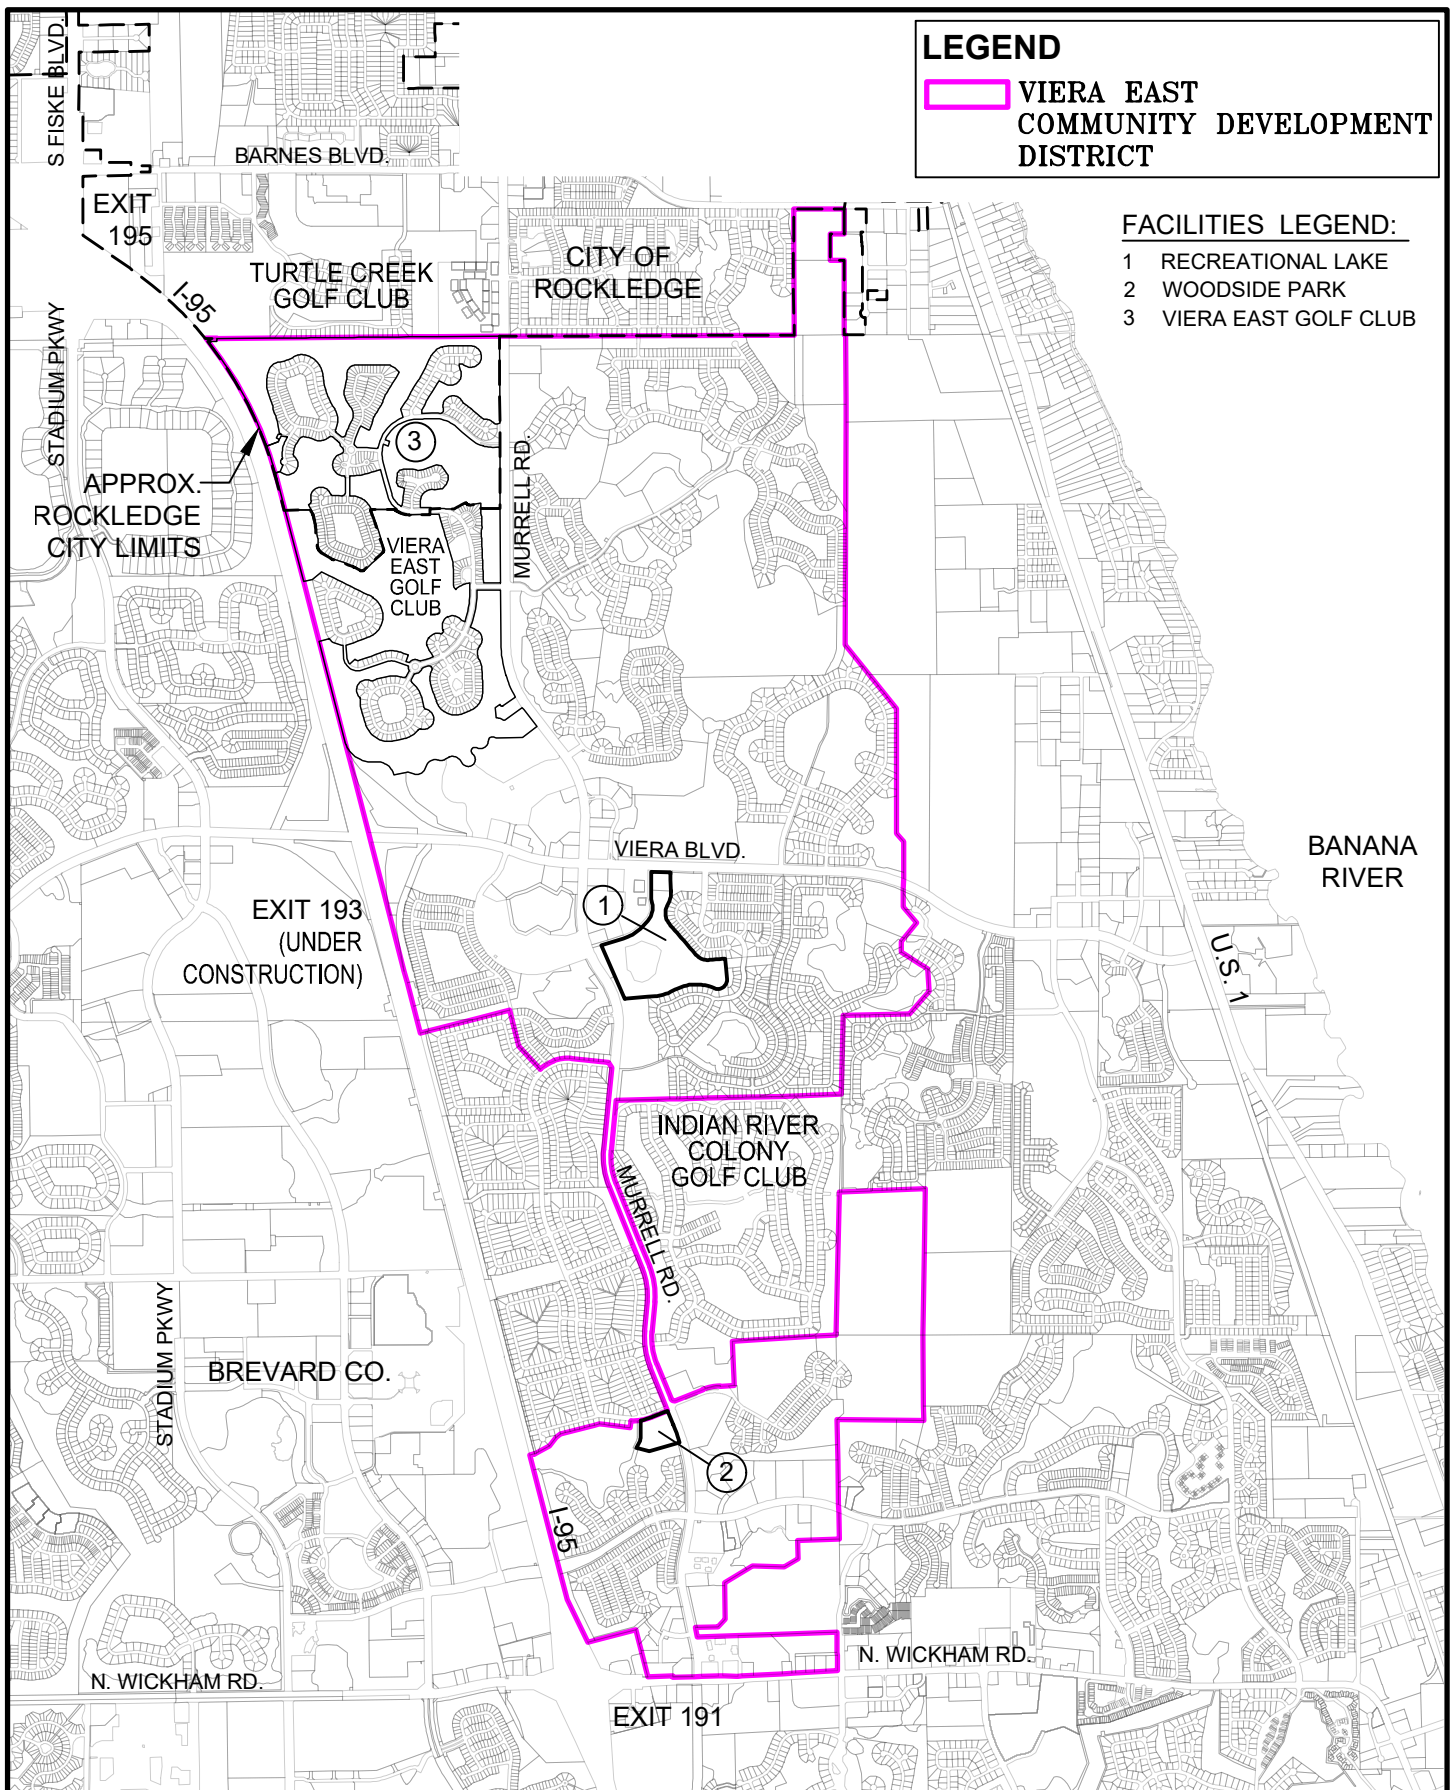 LEGEND
VIERA EAST
COMMUNITY DEVELOPMENT
DISTRICT
FACILITIES LEGEND:
1 RECREATIONAL LAKE
2 WOODSIDE PARK
3 VIERA EAST GOLF CLUB
S FISKE BLVD.
BARNES BLVD.
EXIT
195
I-95
TURTLE CREEK
GOLF CLUB
CITY OF
ROCKLEDGE
STADIUM PKWY
APPROX.
ROCKLEDGE
CITY LIMITS
3
MURRELL RD.
VIERA
EAST
GOLF
CLUB
VIERA BLVD.
BANANA
RIVER
1
EXIT 193
(UNDER
CONSTRUCTION)
U.S. 1
INDIAN RIVER
COLONY
GOLF CLUB
MURRELL RD.
STADIUM PKWY
BREVARD CO.
2
I-95
N. WICKHAM RD.
N. WICKHAM RD.
EXIT 191